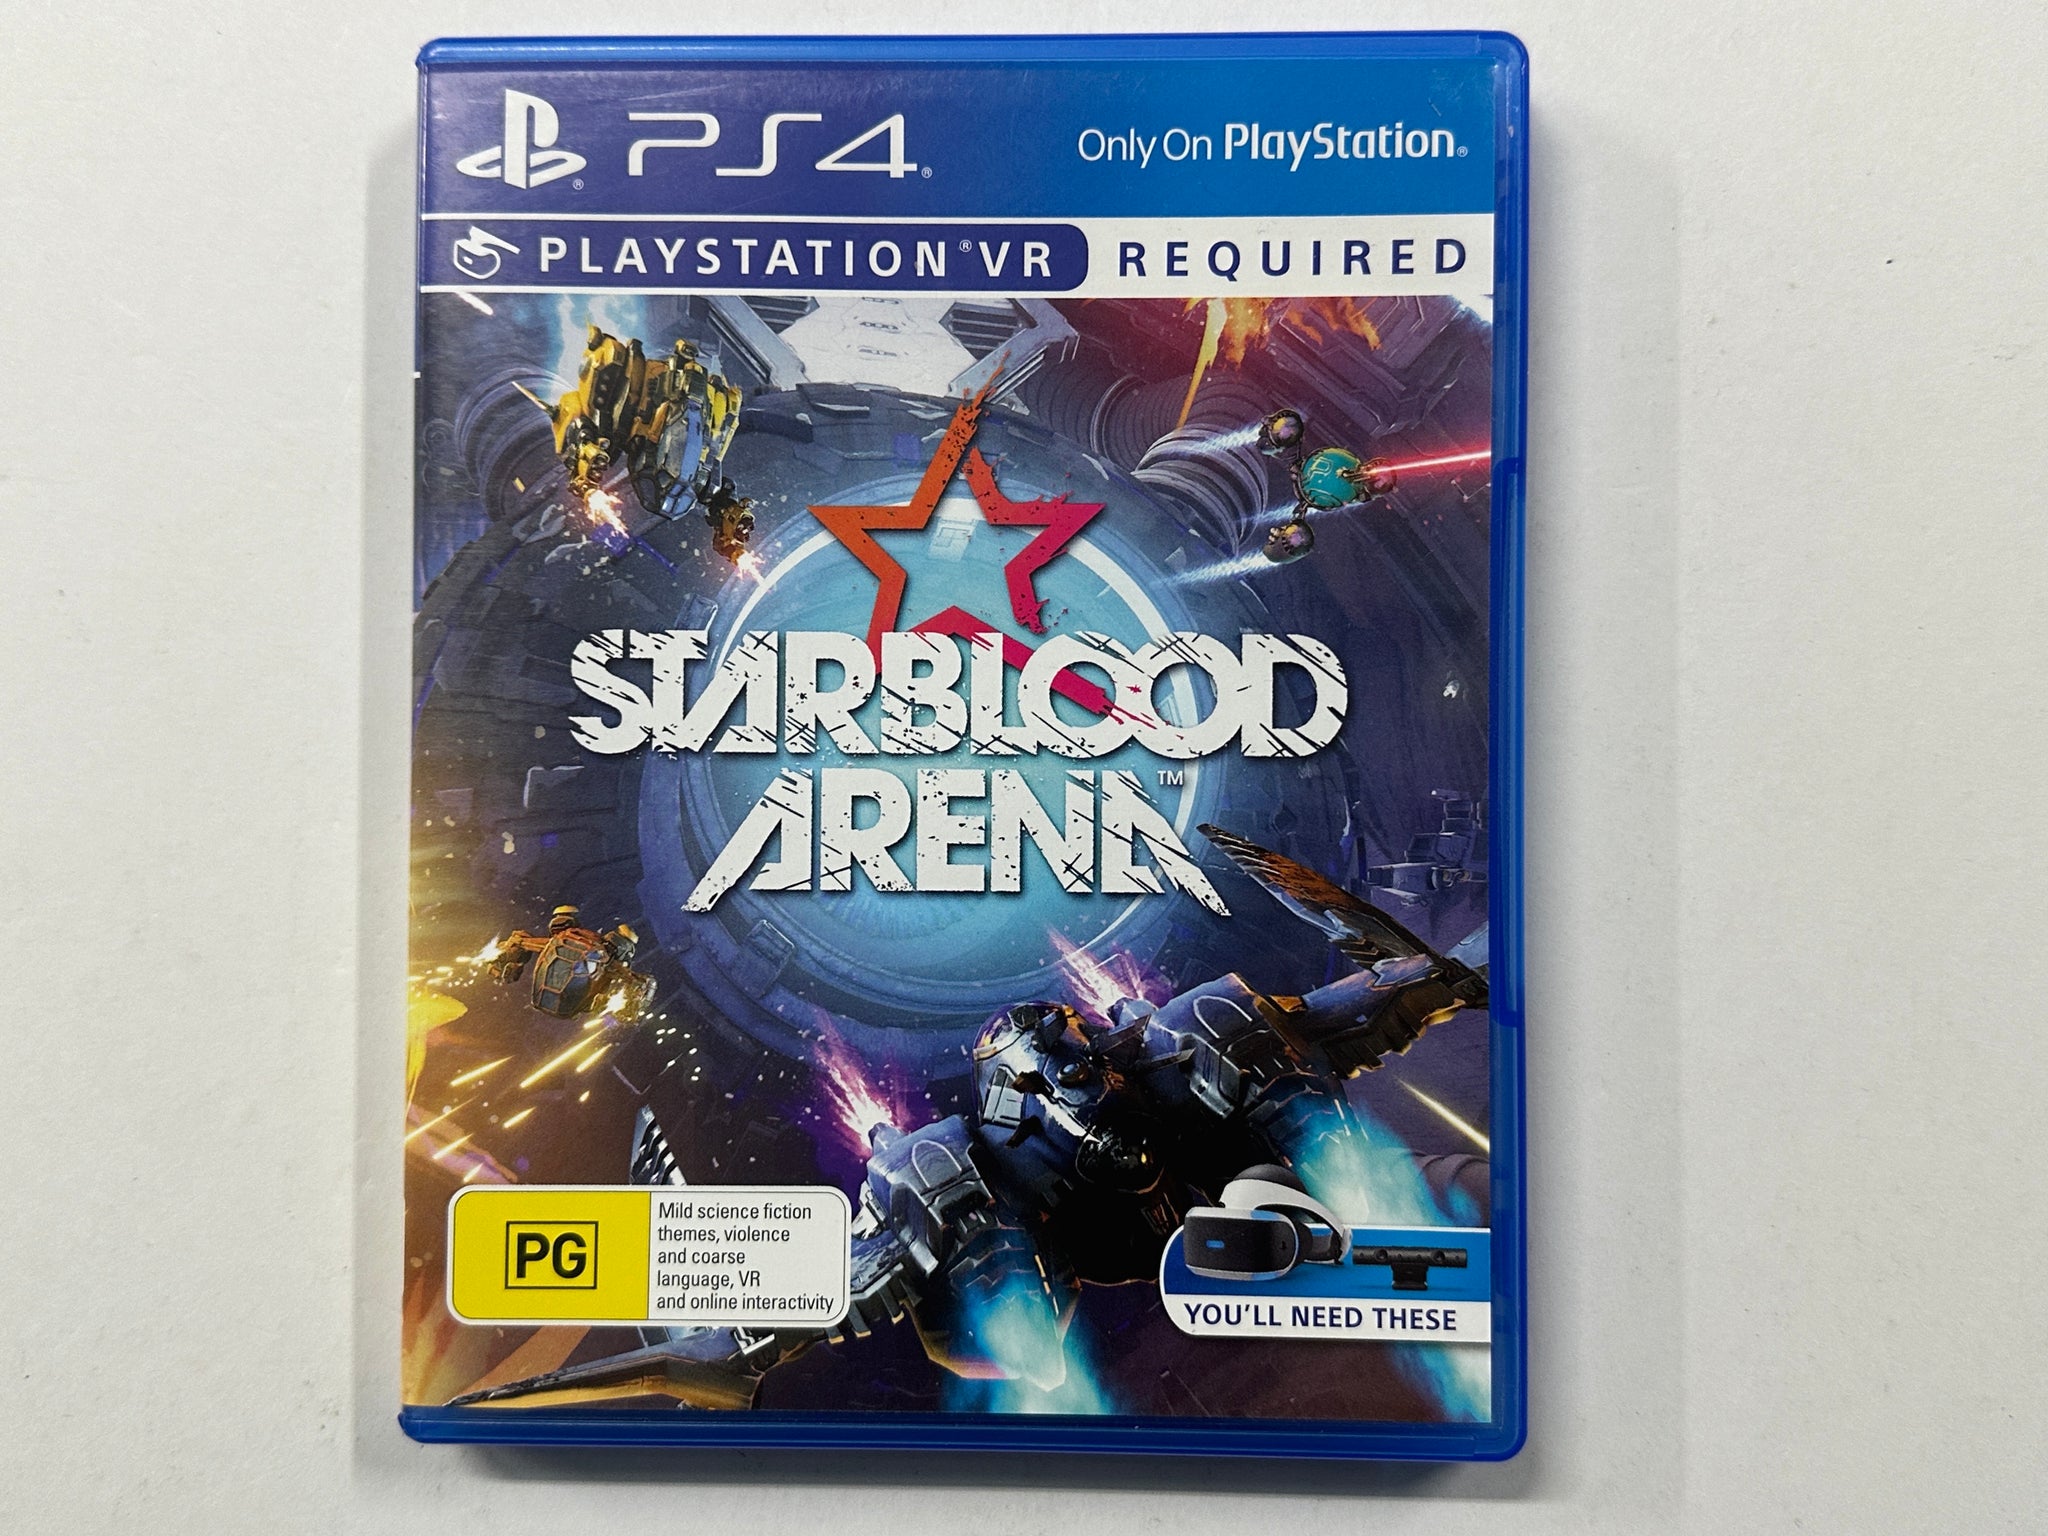 PS4® Only On PlayStation®
PLAYSTATION®VR REQUIRED
STARBLOOD
ARENA™
PG
Mild science fiction
themes, violence
and coarse
language, VR
and online interactivity
YOU'LL NEED THESE